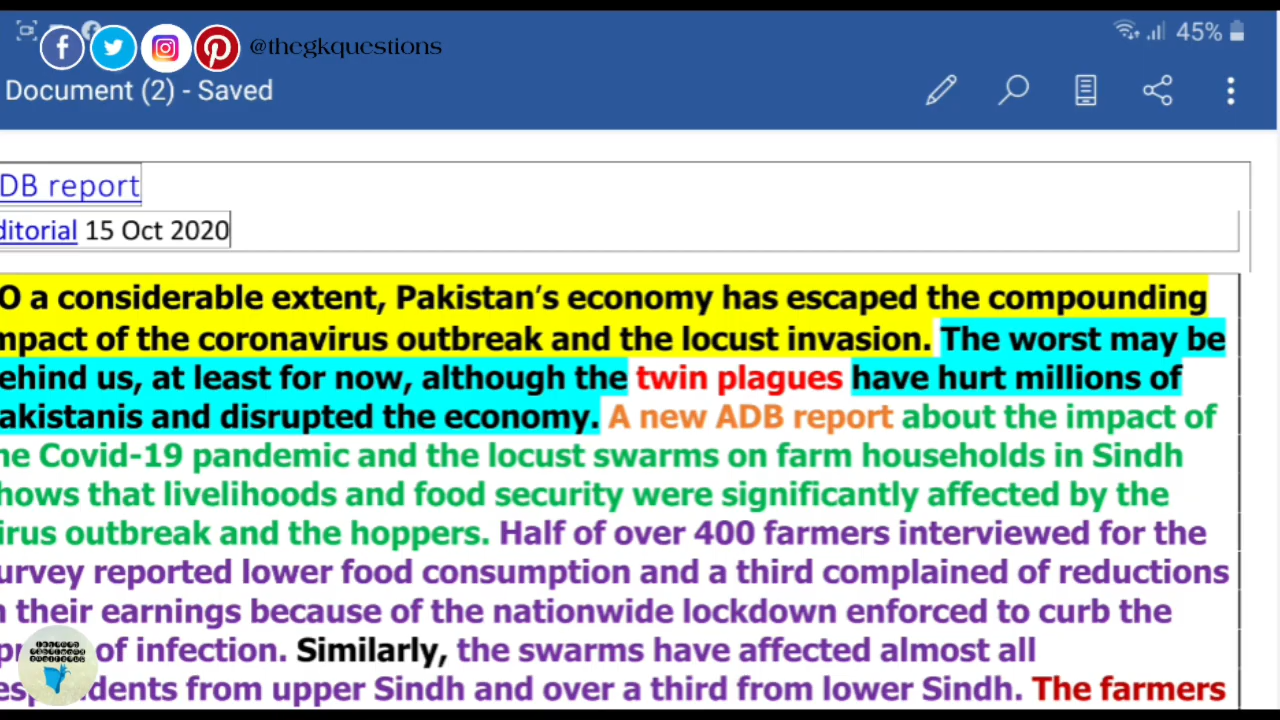 @thegkquestions
45%
Document (2) - Saved
DB report
ditorial 15 Oct 2020
O a considerable extent, Pakistan's economy has escaped the compounding
mpact of the coronavirus outbreak and the locust invasion. The worst may be
ehind us, at least for now, although the twin plagues have hurt millions of
akistanis and disrupted the economy. A new ADB report about the impact of
he Covid-19 pandemic and the locust swarms on farm households in Sindh
hows that livelihoods and food security were significantly affected by the
irus outbreak and the hoppers. Half of over 400 farmers interviewed for the
urvey reported lower food consumption and a third complained of reductions
their earnings because of the nationwide lockdown enforced to curb the
of infection. Similarly, the swarms have affected almost all
dents from upper Sindh and over a third from lower Sindh. The farmers